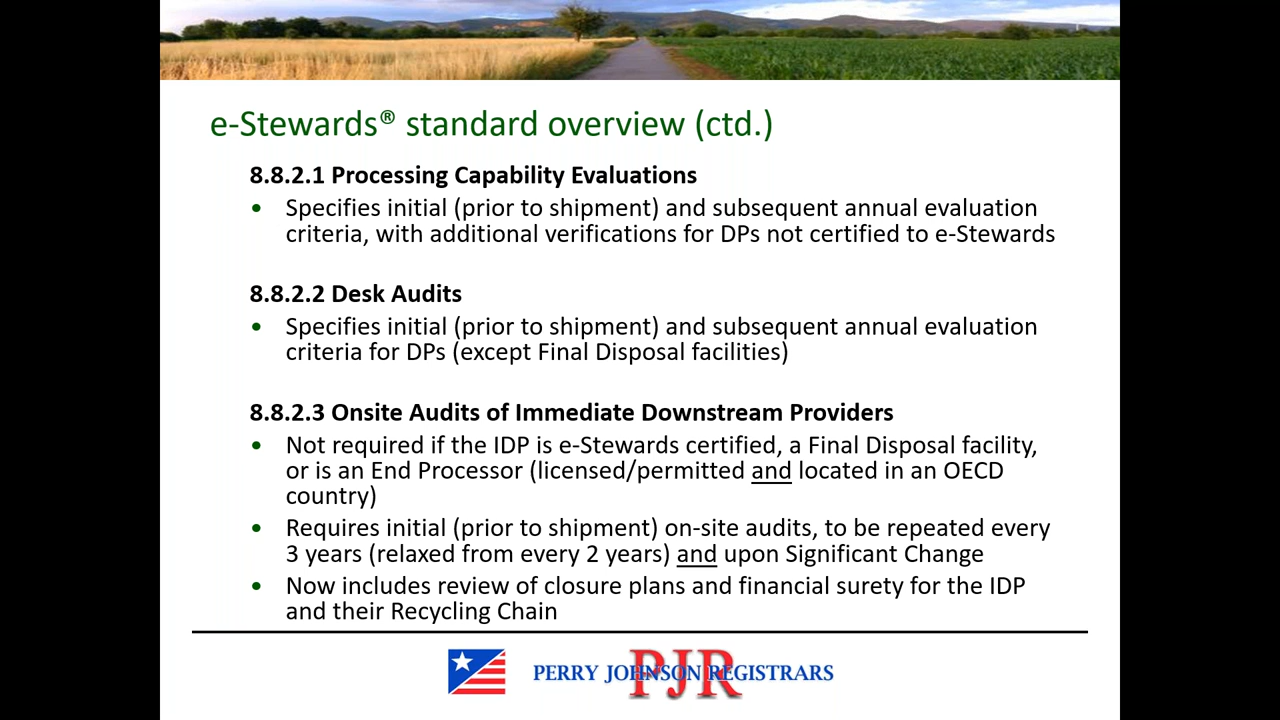 e-Stewards® standard overview (ctd.)
8.8.2.1 Processing Capability Evaluations
• Specifies initial (prior to shipment) and subsequent annual evaluation
criteria, with additional verifications for DPs not certified to e-Stewards
8.8.2.2 Desk Audits
• Specifies initial (prior to shipment) and subsequent annual evaluation
criteria for DPs (except Final Disposal facilities)
8.8.2.3 Onsite Audits of Immediate Downstream Providers
• Not required if the IDP is e-Stewards certified, a Final Disposal facility,
or is an End Processor (licensed/permitted and located in an OECD
country)
• Requires initial (prior to shipment) on-site audits, to be repeated every
3 years (relaxed from every 2 years) and upon Significant Change
• Now includes review of closure plans and financial surety for the IDP
and their Recycling Chain
PJR
PERRY JOHNSON REGISTRARS